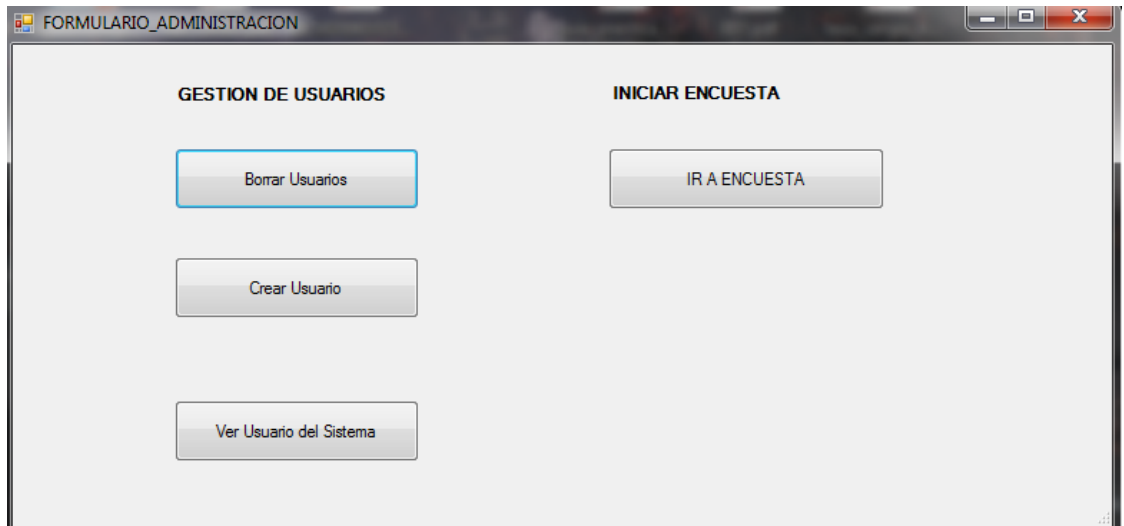 FORMULARIO_ADMINISTRACION
GESTION DE USUARIOS
INICIAR ENCUESTA
Borrar Usuarios
IR A ENCUESTA
Crear Usuario
Ver Usuario del Sistema